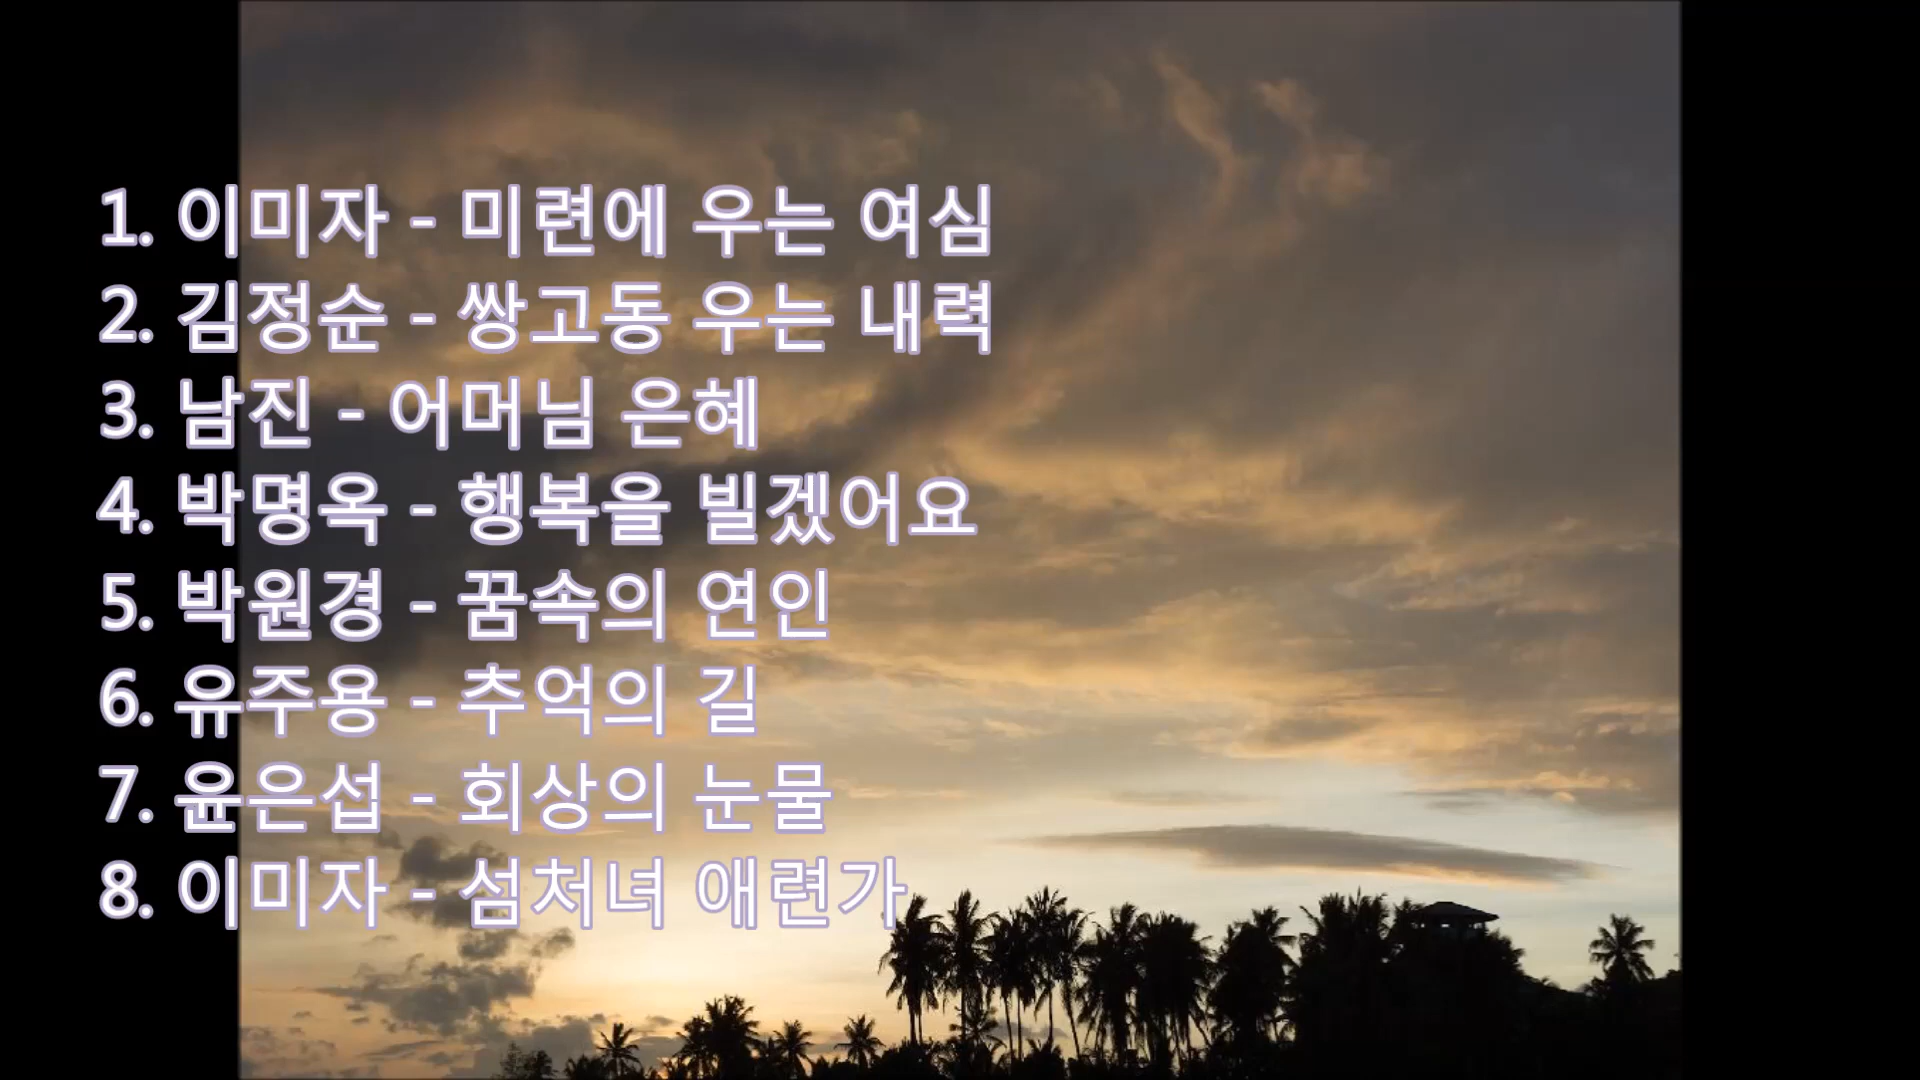 1. 이미자 - 미련에 우는 여심
2. 김정순 - 쌍고동 우는 내력
3. 남진 - 어머님 은혜
4. 박명옥 - 행복을 빌겠어요
5. 박원경 - 꿈속의 연인
6. 유주용 - 추억의 길
7. 윤은섭 - 회상의 눈물
8. 이미자 - 섬처녀 애련가